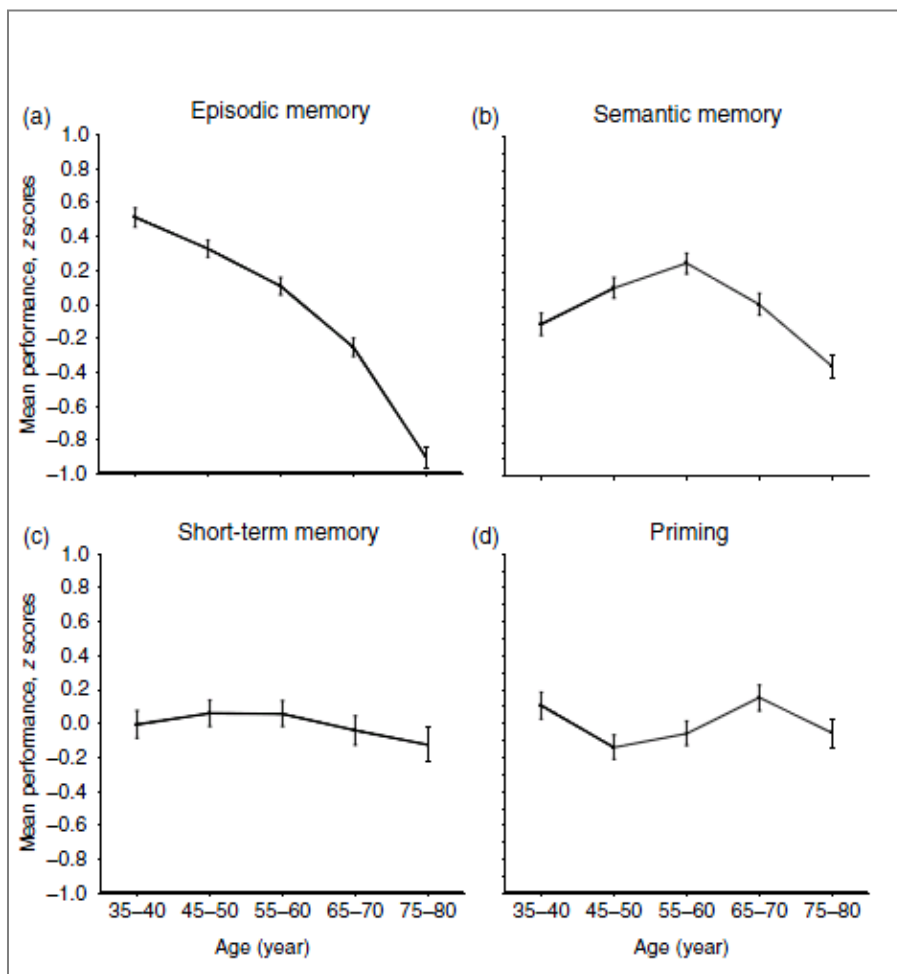 (a) Episodic memory
1.0
0.8
0.6
0.4
0.2
0.0
−0.2
−0.4
−0.6
−0.8
−1.0
Mean performance, z scores
(b) Semantic memory
(c) Short-term memory
1.0
0.8
0.6
0.4
0.2
0.0
−0.2
−0.4
−0.6
−0.8
−1.0
Mean performance, z scores
35–40 45–50 55–60 65–70 75–80
Age (year)
(d) Priming
35–40 45–50 55–60 65–70 75–80
Age (year)